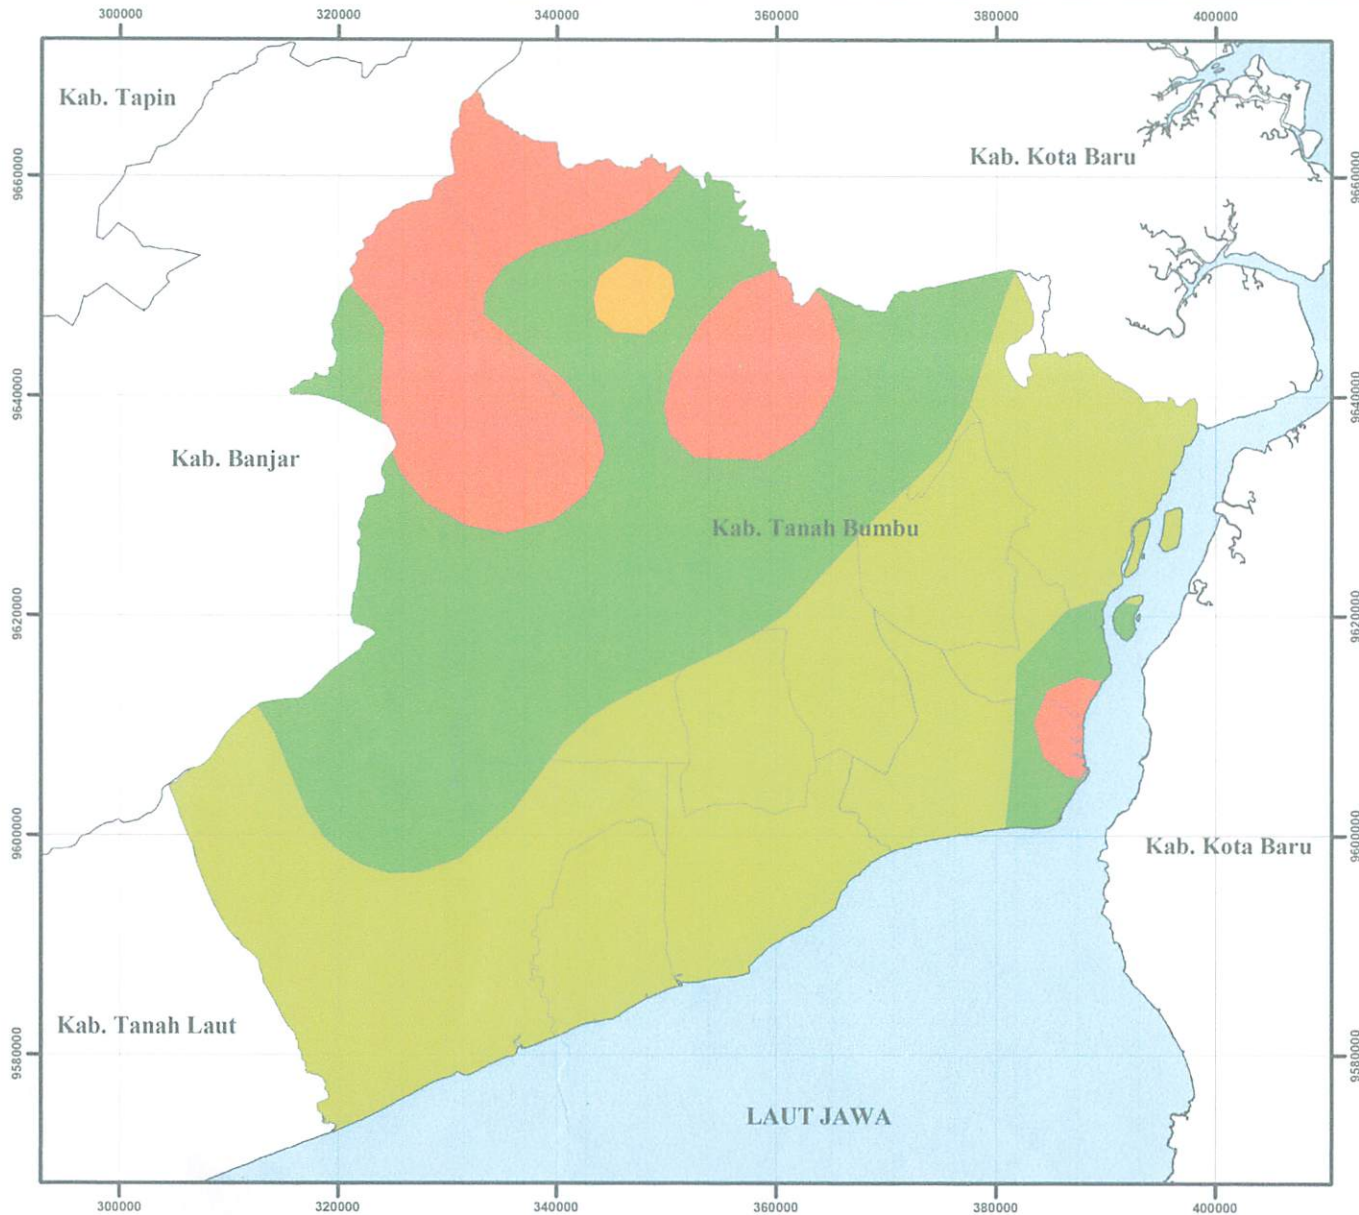 300000 320000 340000 360000 380000 400000
Kab. Tapin
Kab. Kota Baru
9660000 9660000
9640000 9640000
Kab. Banjar
Kab. Tanah Bumbu
9620000 9620000
9600000 9600000
Kab. Kota Baru
Kab. Tanah Laut
9580000 9580000
LAUT JAWA
300000 320000 340000 360000 380000 400000